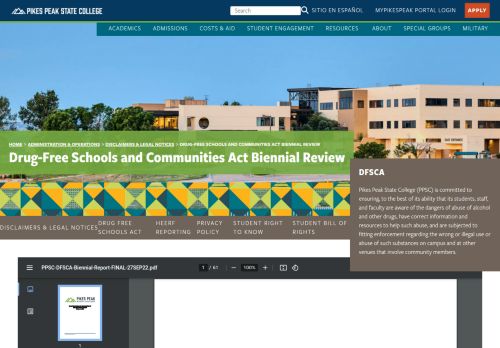 PIKES PEAK STATE COLLEGE
Search
SITIO EN ESPAÑOL
MYPIKESPEAK PORTAL LOGIN
APPLY
ACADEMICS ADMISSIONS COSTS & AID STUDENT ENGAGEMENT RESOURCES ABOUT SPECIAL GROUPS MILITARY
HOME > ADMINISTRATION & OPERATIONS > DISCLAIMERS & LEGAL NOTICES > DRUG-FREE SCHOOLS AND COMMUNITIES ACT BIENNIAL REVIEW
Drug-Free Schools and Communities Act Biennial Review
DFSCA
Pikes Peak State College (PPSC) is committed to
ensuring, to the best of its ability that its students, staff,
and faculty are aware of the dangers of abuse of alcohol
and other drugs, have correct information and
resources to help such abuse, and are subjected to
fitting enforcement regarding the wrong or illegal use or
abuse of such substances on campus and at other
venues that involve community members.
DISCLAIMERS & LEGAL NOTICES
DRUG FREE
SCHOOLS ACT
HEERF
REPORTING
PRIVACY
POLICY
STUDENT RIGHT
TO KNOW
STUDENT BILL OF
RIGHTS
PPSC-DFSCA-Biennial-Report-FINAL-27SEP22.pdf
1 / 61
100%
PIKES PEAK
1